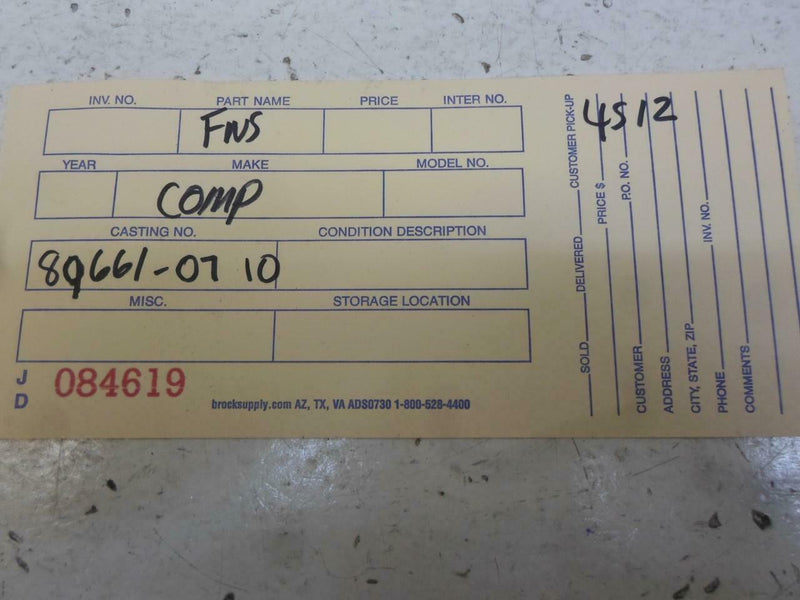 INV. NO. PART NAME PRICE INTER NO.
FNS
YEAR MAKE MODEL NO.
COMP
CASTING NO. CONDITION DESCRIPTION
89661-07 10
MISC. STORAGE LOCATION
J
D
084619
brocksupply.com AZ, TX, VA ADS0730 1-800-528-4400
4512
SOLD DELIVERED CUSTOMER PICK-UP
PRICE $
CUSTOMER P.O. NO.
ADDRESS
CITY, STATE, ZIP
PHONE INV. NO.
COMMENTS